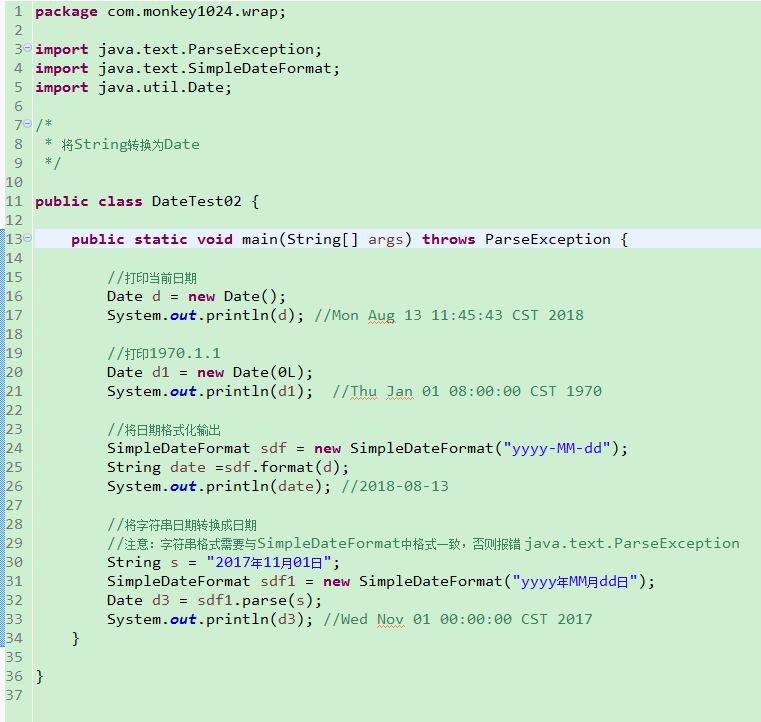 1 package com.monkey1024.wrap;
2
3 import java.text.ParseException;
4 import java.text.SimpleDateFormat;
5 import java.util.Date;
6
7 /*
8  * 将String转换为Date
9  */
10
11 public class DateTest02 {
12
13     public static void main(String[] args) throws ParseException {
14
15         //打印当前日期
16         Date d = new Date();
17         System.out.println(d); //Mon Aug 13 11:45:43 CST 2018
18
19         //打印1970.1.1
20         Date d1 = new Date(0L);
21         System.out.println(d1);  //Thu Jan 01 08:00:00 CST 1970
22
23         //将日期格式化输出
24         SimpleDateFormat sdf = new SimpleDateFormat("yyyy-MM-dd");
25         String date =sdf.format(d);
26         System.out.println(date); //2018-08-13
27
28         //将字符串日期转换成日期
29         //注意：字符串格式需要与SimpleDateFormat中格式一致，否则报错 java.text.ParseException
30         String s = "2017年11月01日";
31         SimpleDateFormat sdf1 = new SimpleDateFormat("yyyy年MM月dd日");
32         Date d3 = sdf1.parse(s);
33         System.out.println(d3); //Wed Nov 01 00:00:00 CST 2017
34     }
35
36 }
37